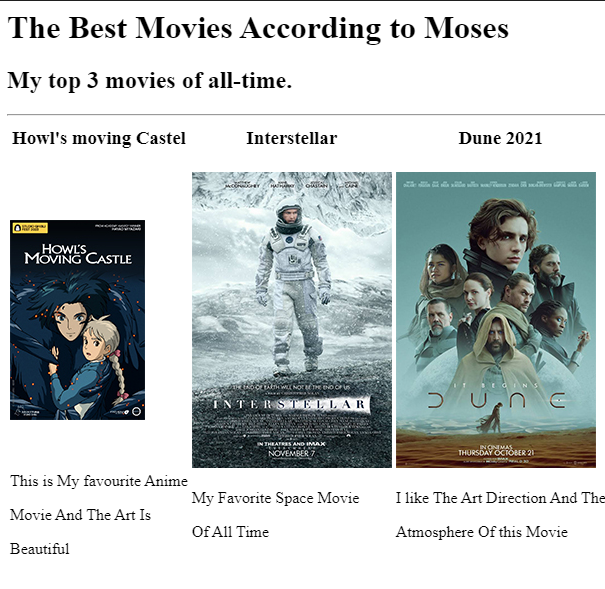 The Best Movies According to Moses
My top 3 movies of all-time.
Howl's moving Castel
Interstellar
Dune 2021
HOWL'S
MOVING CASTLE
McCONAUGHEY HATHAWAY CHASTAIN CAINE
THE END OF EARTH WILL NOT BE THE END OF US
INTERSTELLAR
IN THEATRES AND IMAX
NOVEMBER 7
IT BEGINS
DUNE
IN CINEMAS
THURSDAY OCTOBER 21
This is My favourite Anime
Movie And The Art Is
Beautiful
My Favorite Space Movie
Of All Time
I like The Art Direction And The
Atmosphere Of this Movie